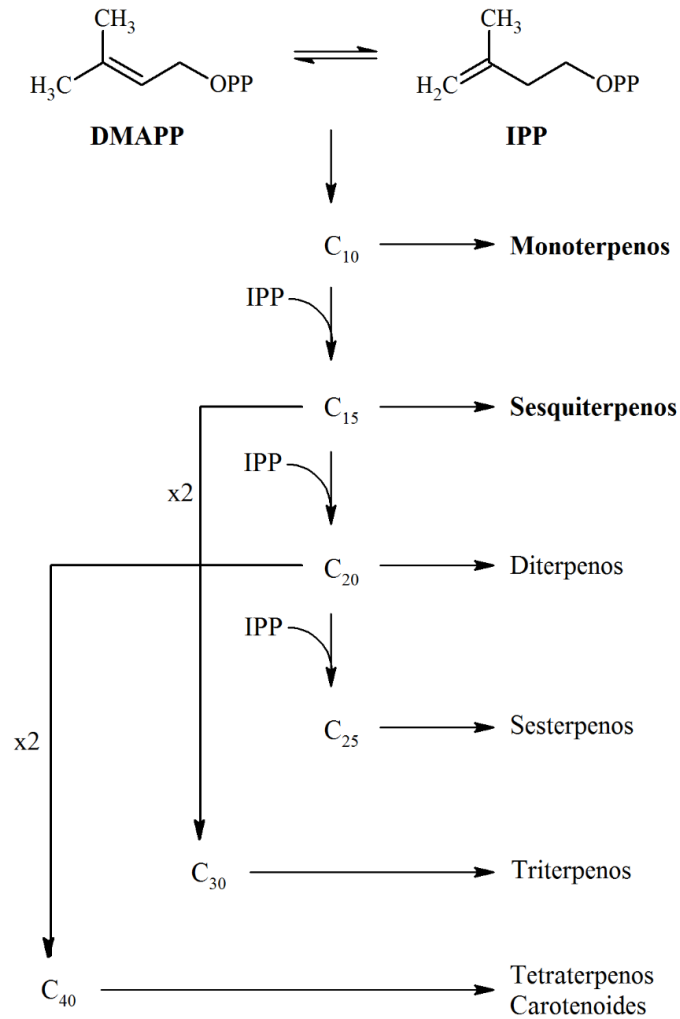 CH₃
CH₃
H₃C
OPP
H₂C
OPP
DMAPP
IPP
C₁₀
Monoterpenos
IPP
C₁₅
Sesquiterpenos
IPP
x2
C₂₀
Diterpenos
IPP
x2
C₂₅
Sesterpenos
C₃₀
Triterpenos
C₄₀
Tetraterpenos
Carotenoides